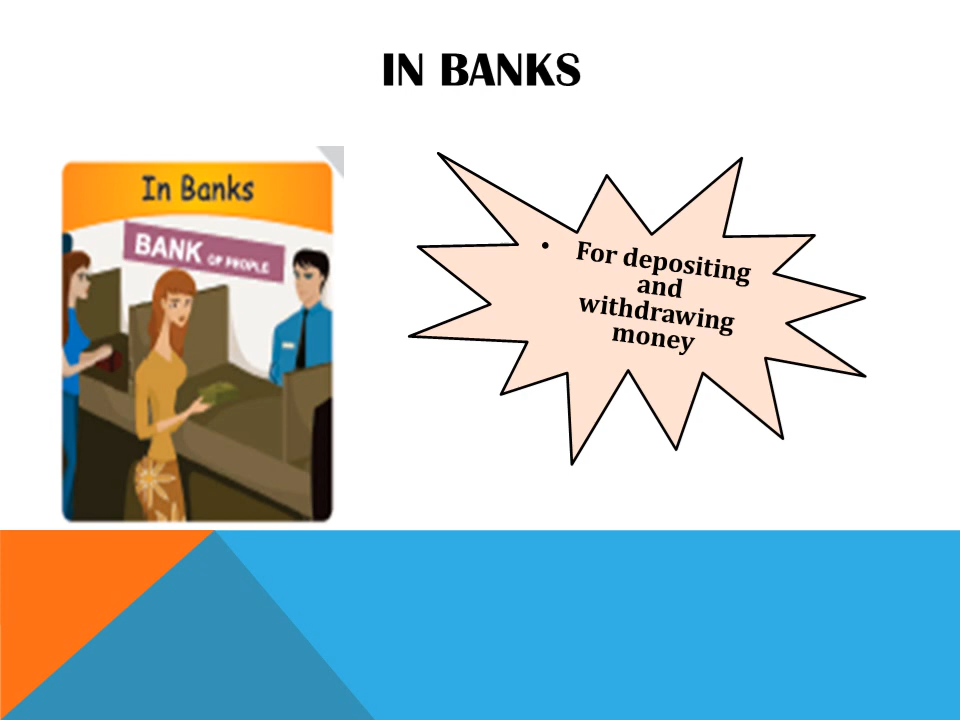 IN BANKS
In Banks
BANK OF PEOPLE
• For depositing
and
withdrawing
money